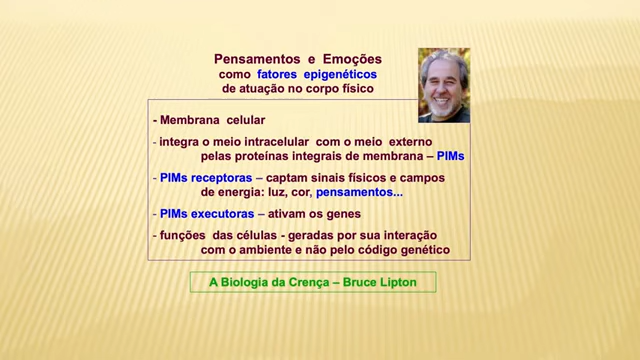 Pensamentos e Emoções
como fatores epigenéticos
de atuação no corpo físico
- Membrana celular
- integra o meio intracelular com o meio externo
pelas proteínas integrais de membrana – PIMs
- PIMs receptoras – captam sinais físicos e campos
de energia: luz, cor, pensamentos...
- PIMs executoras – ativam os genes
- funções das células - geradas por sua interação
com o ambiente e não pelo código genético
A Biologia da Crença – Bruce Lipton